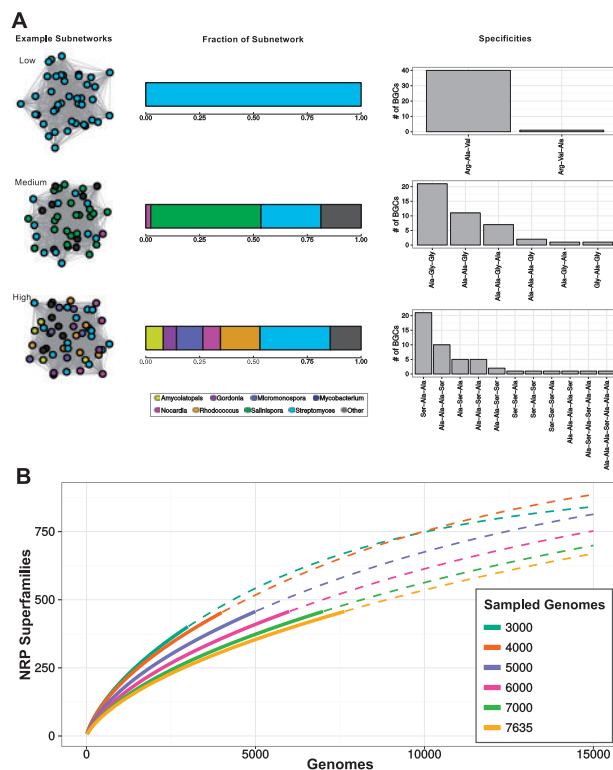 A
Example Subnetworks
Fraction of Subnetwork
Specificities
Low
0.00 0.25 0.50 0.75 1.00
# of BGCs
40
30
20
10
0
Arg-Ala-Val
Arg-Val-Ala
Medium
0.00 0.25 0.50 0.75 1.00
# of BGCs
20
15
10
5
0
Ala-Gly-Gly
Ala-Ala-Gly
Ala-Gly-Ala
Ala-Ala-Gly
Ala-Gly-Ala
Gly-Ala
High
0.00 0.25 0.50 0.75 1.00
# of BGCs
20
15
10
5
0
Ser-Ala-Ala
Ala-Ala-Ala-Ser
Ala-Ser-Ala
Ala-Ser-Ala-Ala
Ala-Ala-Ser
Ser-Ser-Ala
Ser-Ala-Ser
Ser-Ser-Ser-Ala
Ala-Ala-Ala-Ser
Ala-Ser-Ala-Ser-Ala
Ala-Ala-Ala-Ser-Ala-Ala
Amycolatopsis Gordonia Micromonospora Mycobacterium
Nocardia Rhodococcus Salinispora Streptomyces Other
B
NRP Superfamilies
750
500
250
0
0 5000 10000 15000
Genomes
Sampled Genomes
3000
4000
5000
6000
7000
7635